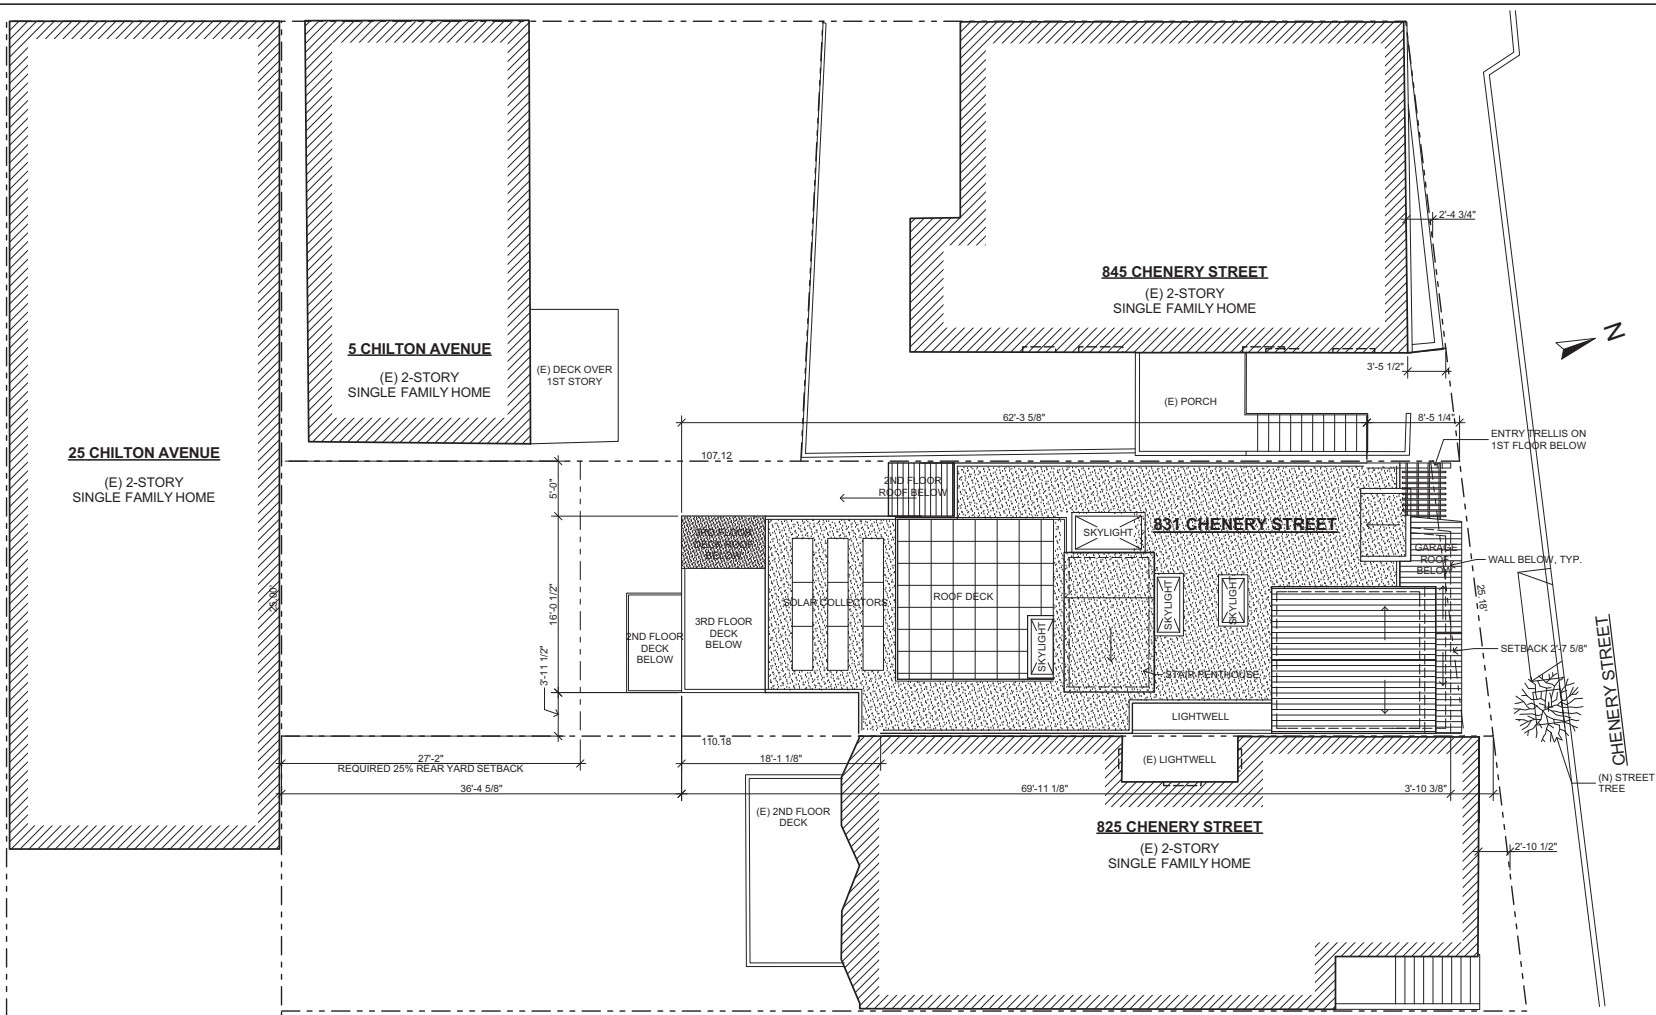 2'-4 3/4"
845 CHENERY STREET
(E) 2-STORY
SINGLE FAMILY HOME
N
5 CHILTON AVENUE
(E) 2-STORY
SINGLE FAMILY HOME
(E) DECK OVER
1ST STORY
3'-5 1/2"
(E) PORCH
62'-3 5/8"
8'-5 1/4"
ENTRY TRELLIS ON
1ST FLOOR BELOW
25 CHILTON AVENUE
(E) 2-STORY
SINGLE FAMILY HOME
107.12
5'-0"
2ND FLOOR
ROOF BELOW
831 CHENERY STREET
SKYLIGHT
3RD FLOOR
DECK ROOF
BELOW
GARAGE
ROOF
BELOW
WALL BELOW, TYP.
25.00'
16'-0 1/2"
SOLAR COLLECTORS
ROOF DECK
SKYLIGHT
SKYLIGHT
SKYLIGHT
25.18'
2ND FLOOR
DECK
BELOW
3RD FLOOR
DECK
BELOW
3'-11 1/2"
STAIR PENTHOUSE
SETBACK 2'-7 5/8"
CHENERY STREET
LIGHTWELL
110.18
27'-2"
REQUIRED 25% REAR YARD SETBACK
18'-1 1/8"
(E) LIGHTWELL
36'-4 5/8"
69'-11 1/8"
3'-10 3/8"
(N) STREET
TREE
(E) 2ND FLOOR
DECK
825 CHENERY STREET
(E) 2-STORY
SINGLE FAMILY HOME
2'-10 1/2"